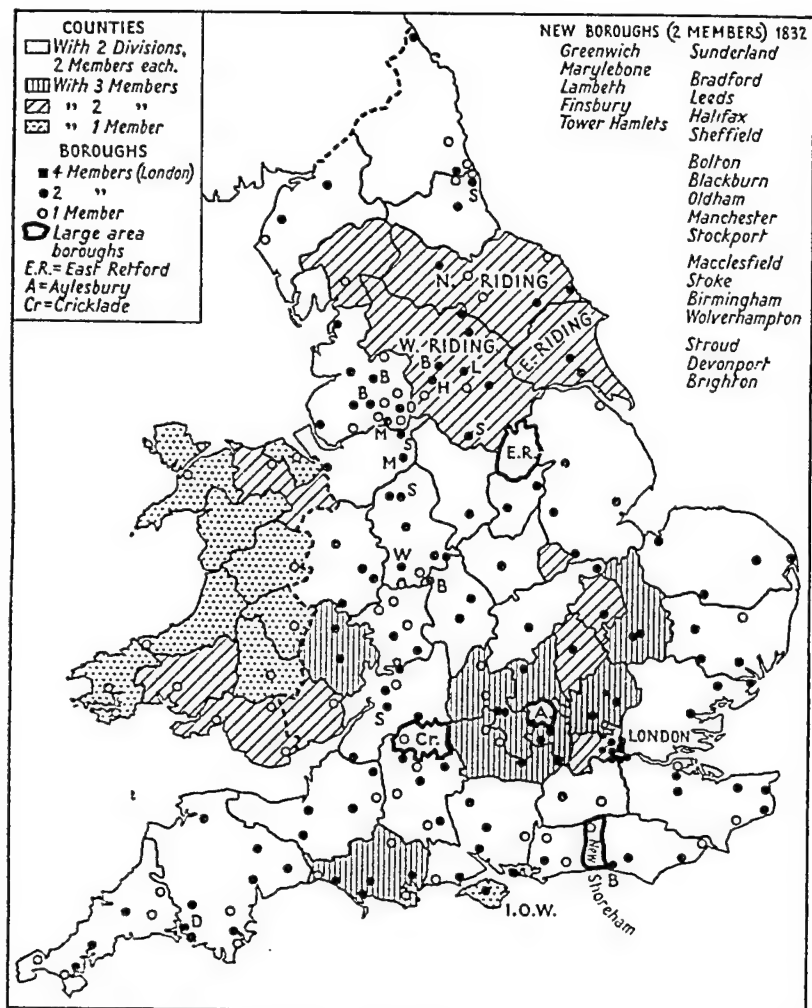 COUNTIES
With 2 Divisions,
2 Members each.
With 3 Members
" 2 "
" 1 Member
BOROUGHS
4 Members (London)
2 "
1 Member
Large area
boroughs
E.R.= East Retford
A= Aylesbury
Cr= Cricklade
NEW BOROUGHS (2 MEMBERS) 1832
Greenwich
Marylebone
Lambeth
Finsbury
Tower Hamlets
Sunderland
Bradford
Leeds
Halifax
Sheffield
Bolton
Blackburn
Oldham
Manchester
Stockport
Macclesfield
Stoke
Birmingham
Wolverhampton
Stroud
Devonport
Brighton
S
N. RIDING
W. RIDING
E. RIDING
B
B
L
B
H
O
M
S
S
E.R.
M
S
W
B
S
A
Cr.
LONDON
New
Shoreham
B
I.O.W.
D